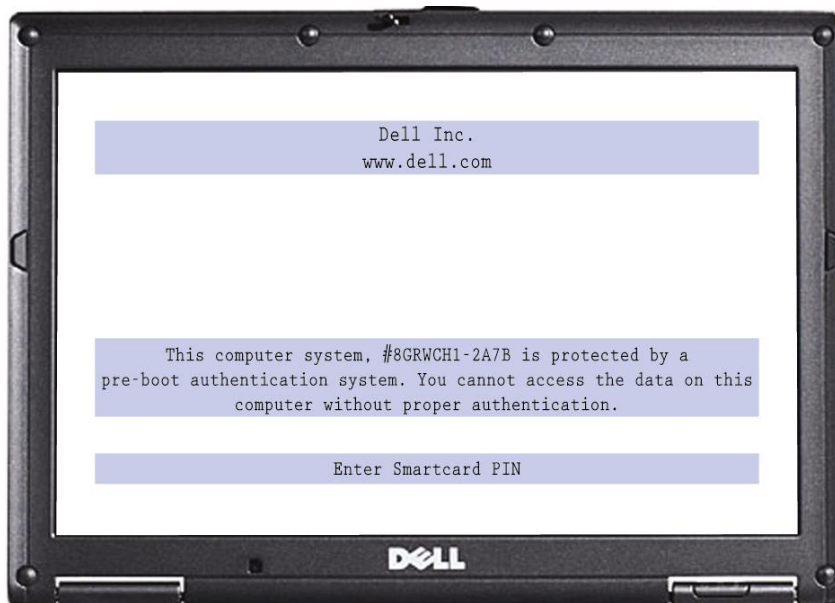 Dell Inc.
www.dell.com
This computer system, #8GRWCH1-2A7B is protected by a
pre-boot authentication system. You cannot access the data on this
computer without proper authentication.
Enter Smartcard PIN
DELL